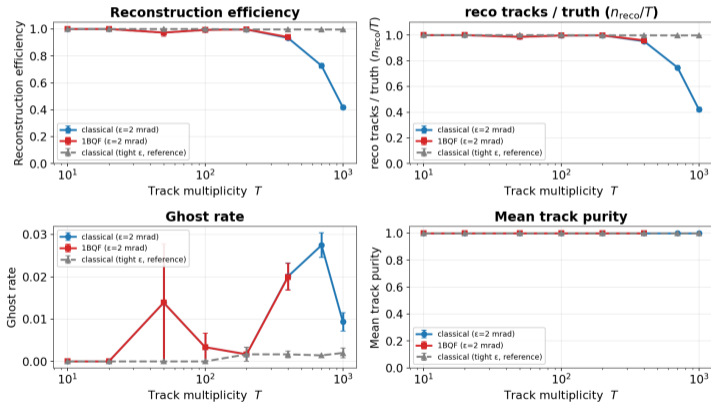 Reconstruction efficiency
Reconstruction efficiency
1.0
0.8
0.6
0.4
0.2
0.0
classical (ε=2 mrad)
1BQF (ε=2 mrad)
classical (tight ε, reference)
10¹
10²
10³
Track multiplicity T
reco tracks / truth (n_reco/T)
reco tracks / truth (n_reco/T)
1.0
0.8
0.6
0.4
0.2
0.0
classical (ε=2 mrad)
1BQF (ε=2 mrad)
classical (tight ε, reference)
10¹
10²
10³
Track multiplicity T
Ghost rate
Ghost rate
0.03
0.02
0.01
0.00
classical (ε=2 mrad)
1BQF (ε=2 mrad)
classical (tight ε, reference)
10¹
10²
10³
Track multiplicity T
Mean track purity
Mean track purity
1.0
0.8
0.6
0.4
0.2
0.0
classical (ε=2 mrad)
1BQF (ε=2 mrad)
classical (tight ε, reference)
10¹
10²
10³
Track multiplicity T